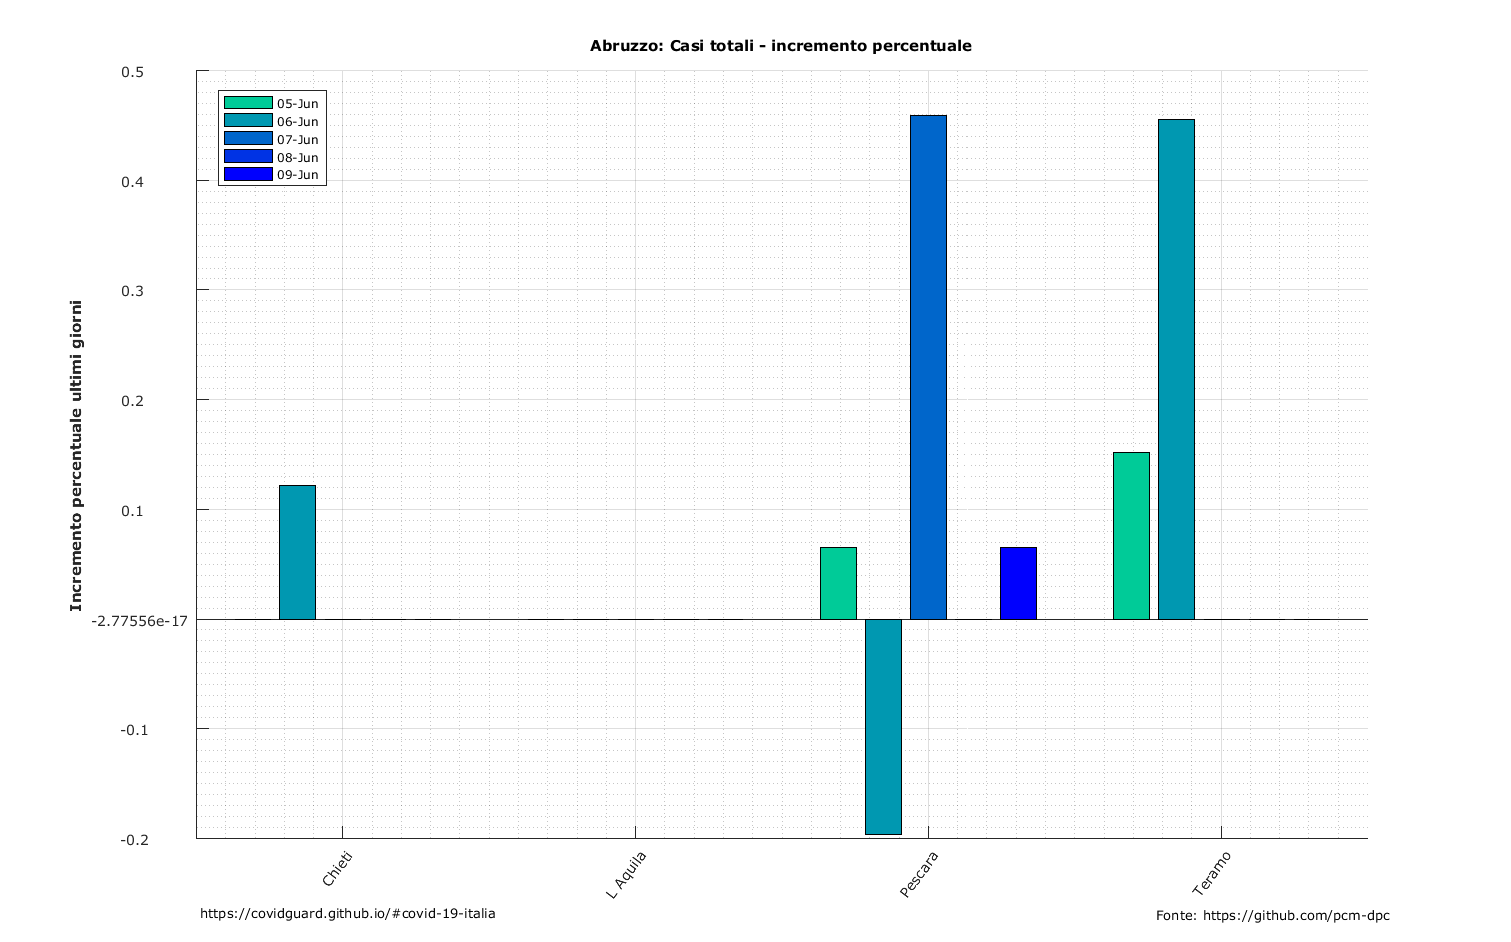 Abruzzo: Casi totali - incremento percentuale
0.5
0.4
0.3
0.2
0.1
-2.77556e-17
-0.1
-0.2
Incremento percentuale ultimi giorni
05-Jun
06-Jun
07-Jun
08-Jun
09-Jun
Chieti
L Aquila
Pescara
Teramo
https://covidguard.github.io/#covid-19-italia
Fonte: https://github.com/pcm-dpc